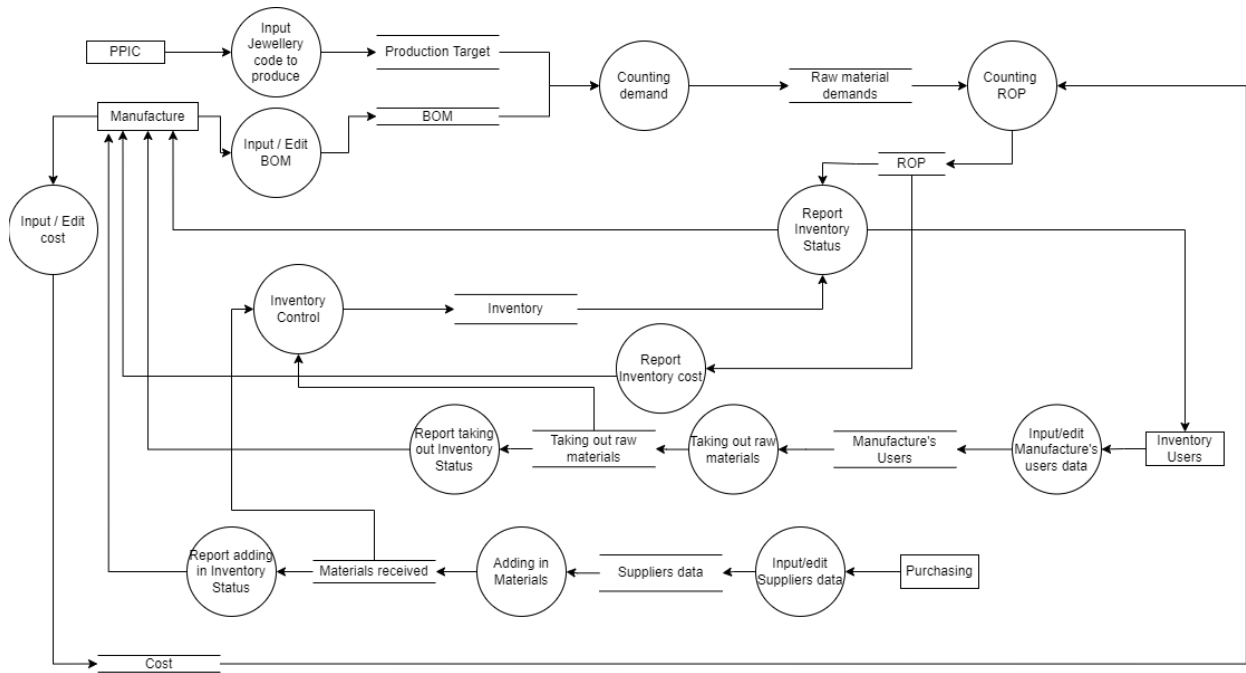 PPIC
Input
Jewellery
code to
produce
Production Target
Counting
demand
Raw material
demands
Counting
ROP
Manufacture
Input / Edit
BOM
BOM
ROP
Input / Edit
cost
Report
Inventory
Status
Inventory
Control
Inventory
Report
Inventory cost
Report taking
out Inventory
Status
Taking out raw
materials
Taking out raw
materials
Manufacture's
Users
Input/edit
Manufacture's
users data
Inventory
Users
Report adding
in Inventory
Status
Materials received
Adding in
Materials
Suppliers data
Input/edit
Suppliers data
Purchasing
Cost